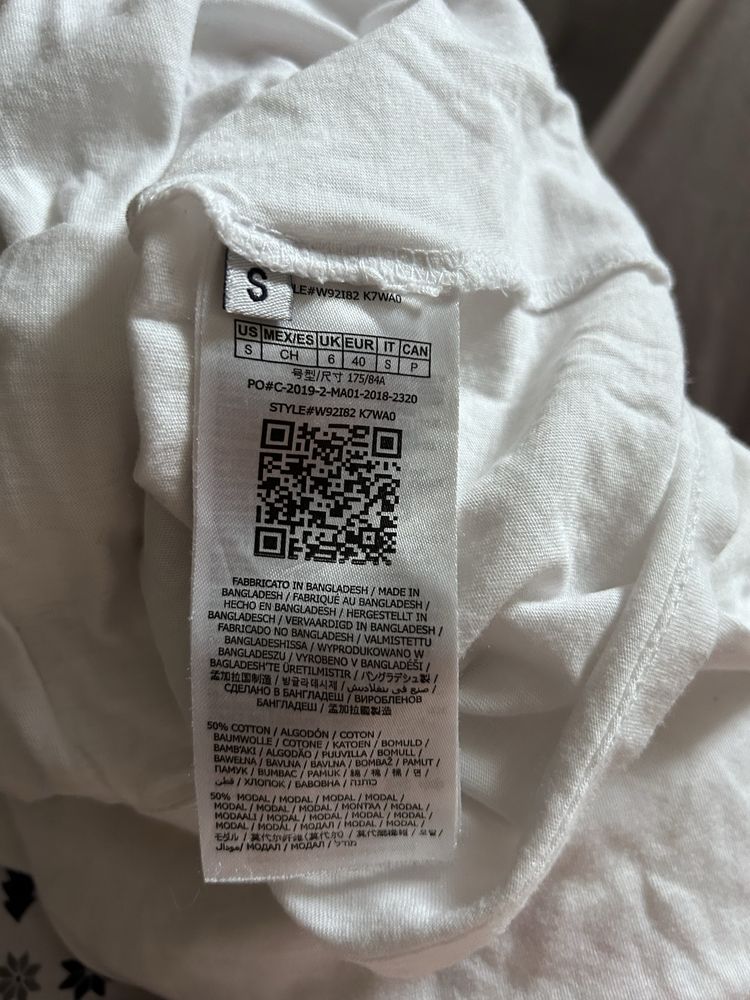 S
LE#W92I82 K7WA0
US MEX/ES UK EUR IT CAN
S CH 6 40 S P
号型/尺寸 175/84A
PO#C-2019-2-MA01-2018-2320
STYLE#W92I82 K7WA0
FABBRICATO IN BANGLADESH / MADE IN
BANGLADESH / FABRIQUÉ AU BANGLADESH /
HECHO EN BANGLADESH / HERGESTELLT IN
BANGLADESCH / VERVAARDIGD IN BANGLADESH /
FABRICADO NO BANGLADESH / VALMISTETTU
BANGLADESHISSA / WYPRODUKOWANO W
BANGLADESZU / VYROBENO V BANGLADÉŠI /
BAGLADESH'TE ÜRETILMISTIR / バングラデシュ製 /
孟加拉国制造 / 방글라데시제 / صنع في بنغلاديش /
СДЕЛАНО В БАНГЛАДЕШ / ВИРОБЛЕНОВ
БАНГЛАДЕШ / 孟加拉國製造
50% COTTON / ALGODÓN / COTON /
BAUMWOLLE / COTONE / KATOEN / BOMULD /
BAMBAKI / ALGODÃO / PUUVILLA / BOMULL /
BAWEŁNA / BAVLNA / BAVLNA / BOMBAŽ / PAMUT /
ПАМУК / BUMBAC / PAMUK / 綿 / 棉 / 棉 / 면 /
قطن / ХЛОПОК / БАВОВНА / כותנה
50% MODAL / MODAL / MODAL / MODAL /
MODAL / MODAL / MODAL / ΜΟΝΤΑΛ / MODAL /
MODAALI / MODAL / MODAL / MODAL / MODAL /
MODAL / MODÁL / МОДАЛ / MODAL / MODAL /
モダル / 莫代尔纤维(莫代尔) / 莫代爾纖維 / 모달 /
مودال / МОДАЛ / МОДАЛ / מודל